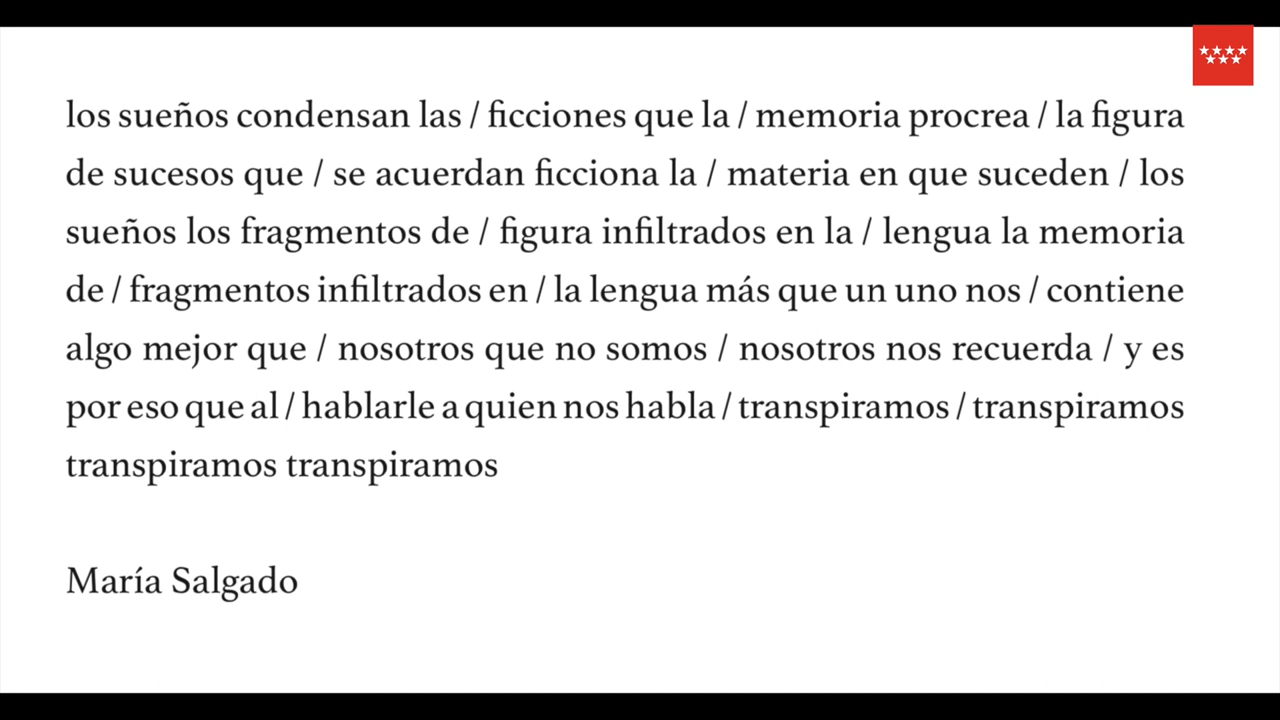 los sueños condensan las / ficciones que la / memoria procrea / la figura
de sucesos que / se acuerdan ficciona la / materia en que suceden / los
sueños los fragmentos de / figura infiltrados en la / lengua la memoria
de / fragmentos infiltrados en / la lengua más que un uno nos / contiene
algo mejor que / nosotros que no somos / nosotros nos recuerda / y es
por eso que al / hablarle a quien nos habla / transpiramos / transpiramos
transpiramos transpiramos
María Salgado